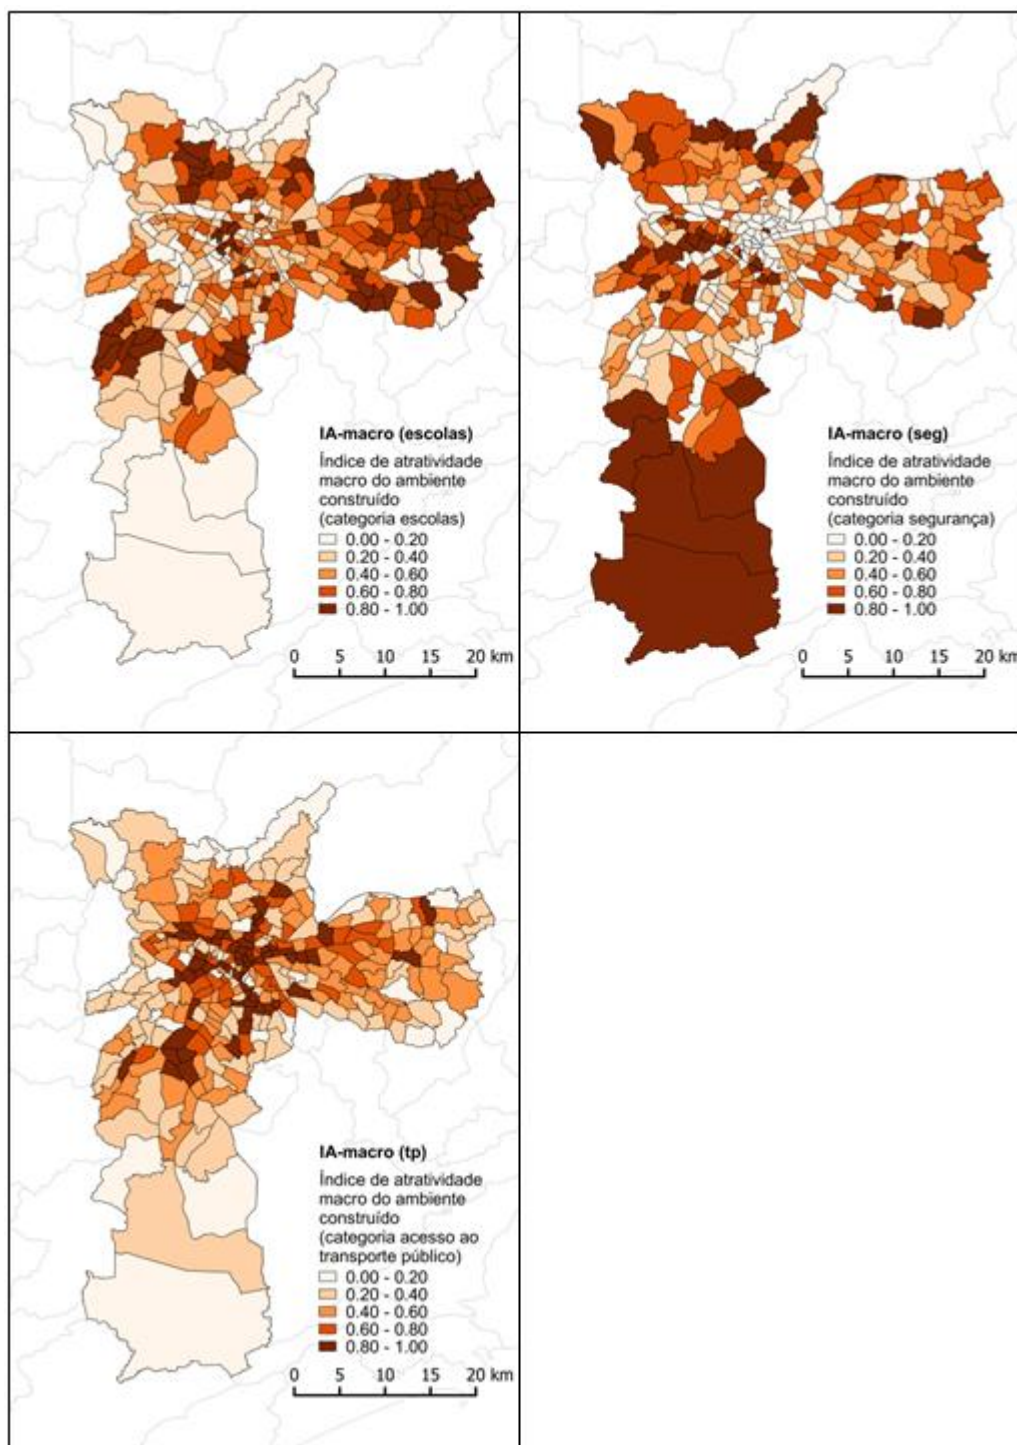 IA-macro (escolas)
Índice de atratividade
macro do ambiente
construído
(categoria escolas)
0.00 - 0.20
0.20 - 0.40
0.40 - 0.60
0.60 - 0.80
0.80 - 1.00
0 5 10 15 20 km
IA-macro (seg)
Índice de atratividade
macro do ambiente
construído
(categoria segurança)
0.00 - 0.20
0.20 - 0.40
0.40 - 0.60
0.60 - 0.80
0.80 - 1.00
0 5 10 15 20 km
IA-macro (tp)
Índice de atratividade
macro do ambiente
construído
(categoria acesso ao
transporte público)
0.00 - 0.20
0.20 - 0.40
0.40 - 0.60
0.60 - 0.80
0.80 - 1.00
0 5 10 15 20 km